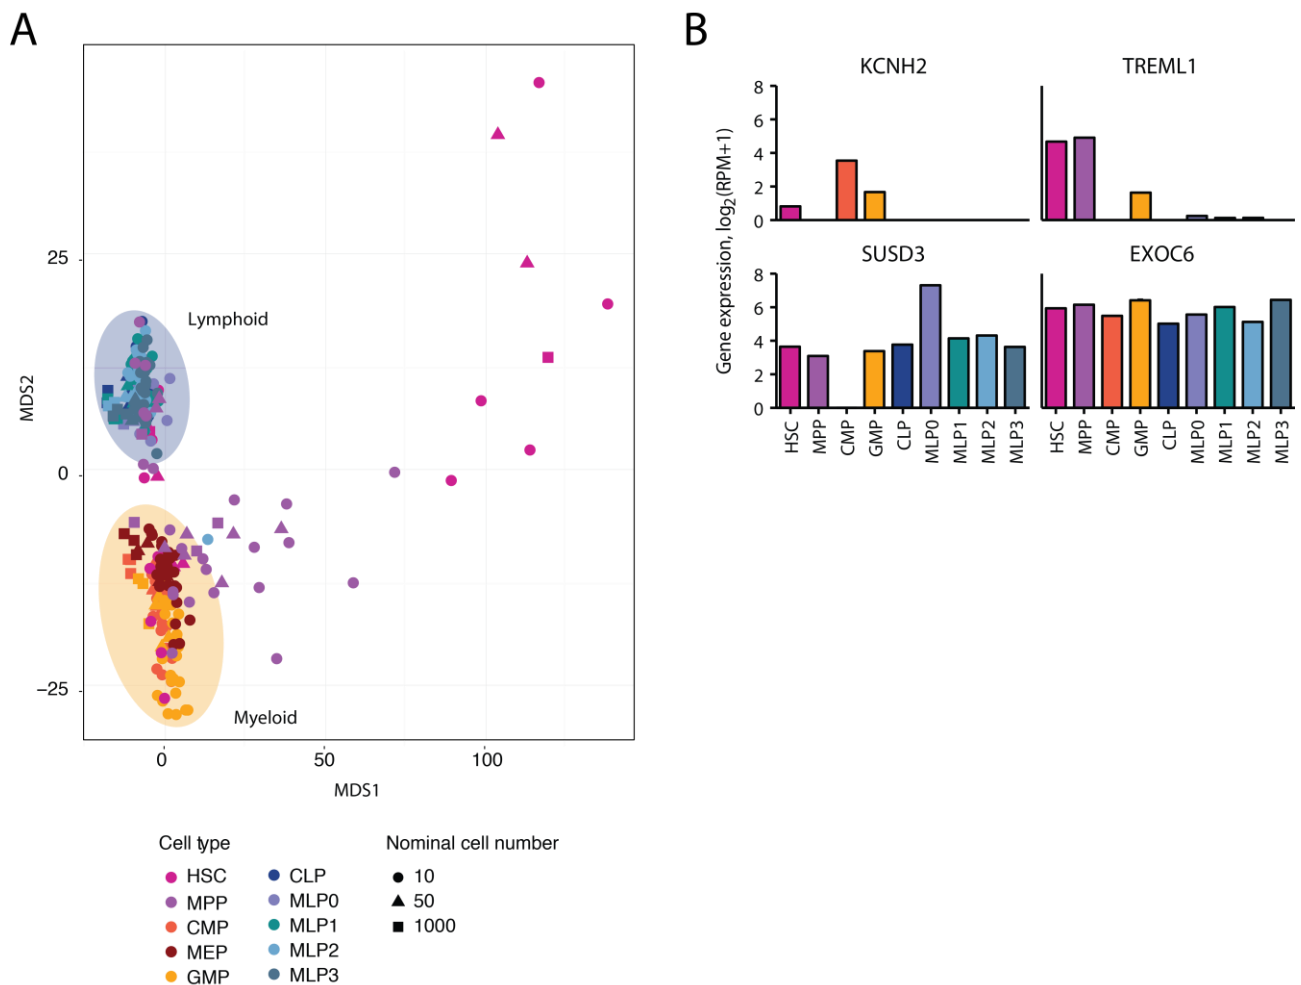 A
B
KCNH2
TREML1
8
6
4
2
0
Gene expression, log2(RPM+1)
SUSD3
EXOC6
8
6
4
2
0
HSC
MPP
CMP
GMP
CLP
MLP0
MLP1
MLP2
MLP3
HSC
MPP
CMP
GMP
CLP
MLP0
MLP1
MLP2
MLP3
25
0
−25
MDS2
Lymphoid
Myeloid
0
50
100
MDS1
Cell type
HSC
MPP
CMP
MEP
GMP
CLP
MLP0
MLP1
MLP2
MLP3
Nominal cell number
10
50
1000